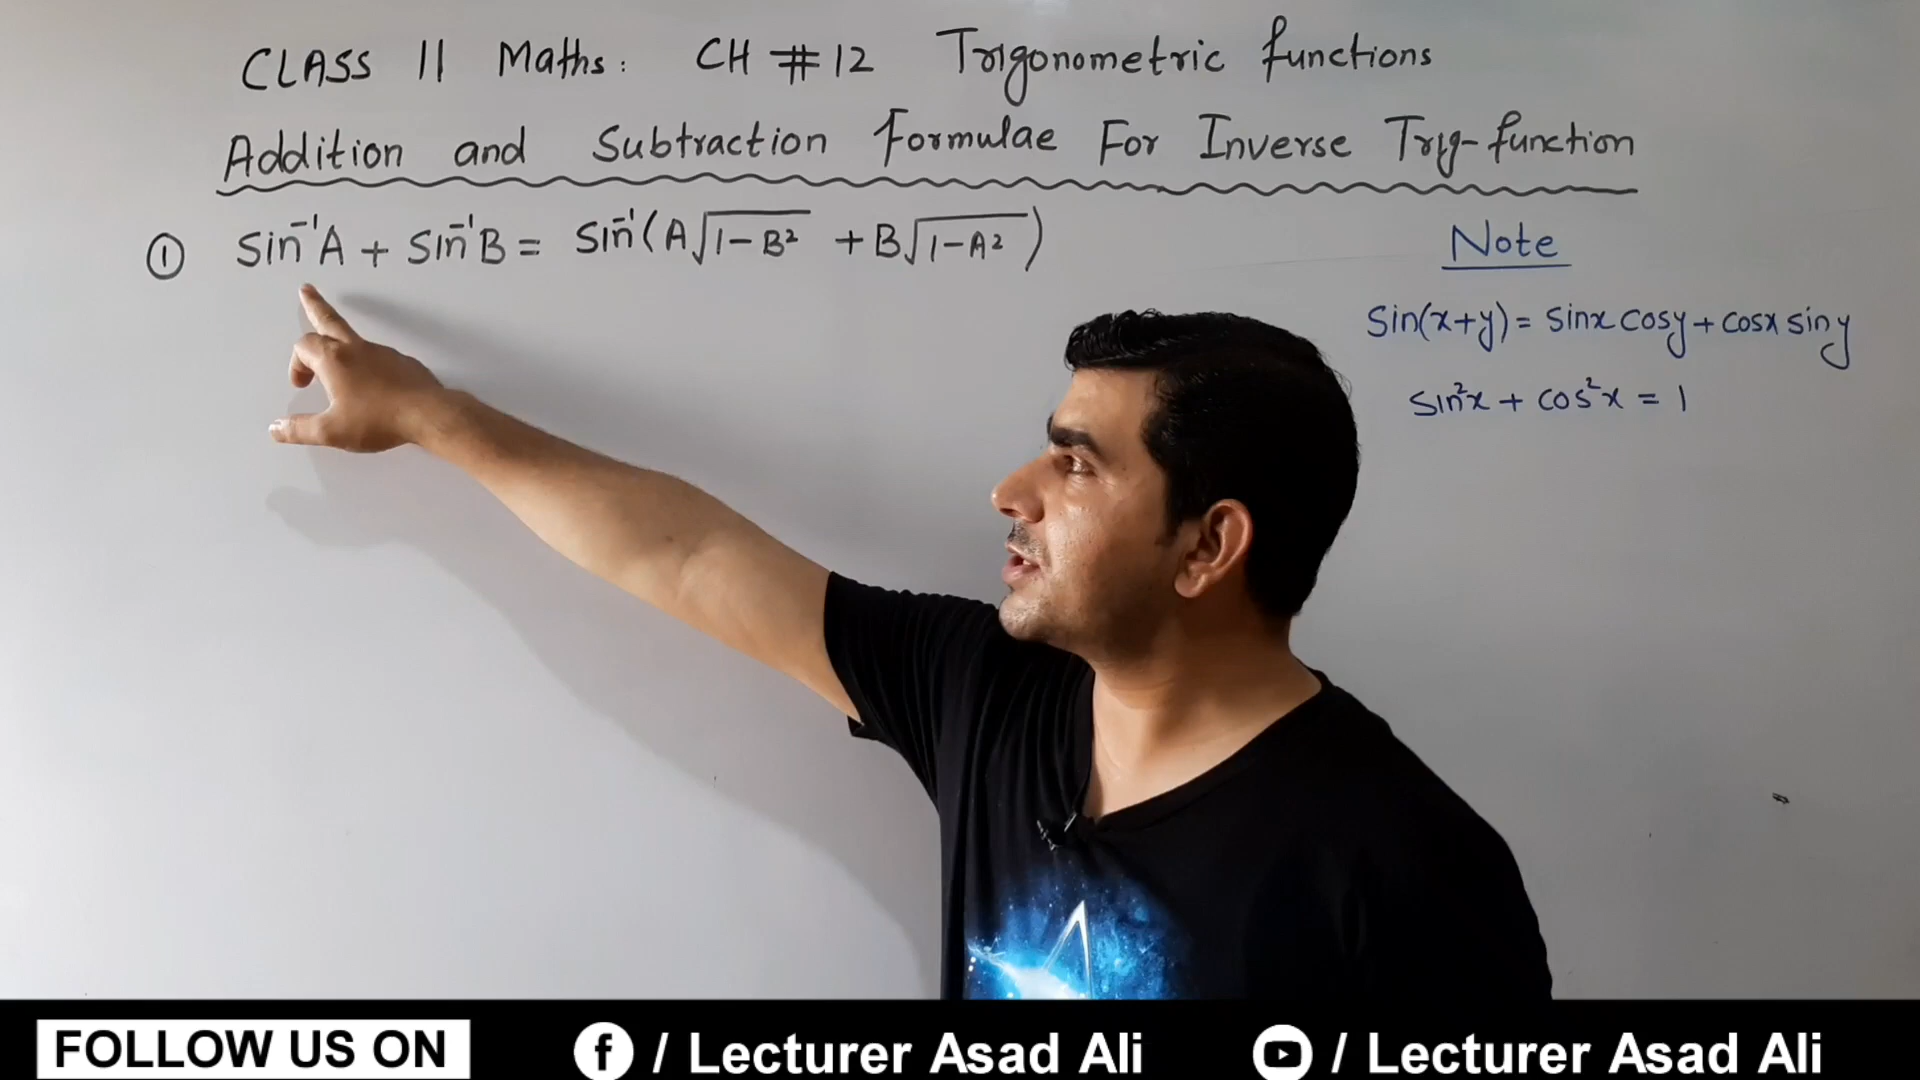 CLASS 11 Maths: CH # 12 Trigonometric functions
Addition and Subtraction Formulae For Inverse Trig-function
① Sin⁻¹A + Sin⁻¹B = Sin⁻¹(A√1-B² + B√1-A²)
Note
Sin(x+y) = Sinx Cosy + Cosx Sin y
Sin²x + Cos²x = 1
FOLLOW US ON f / Lecturer Asad Ali / Lecturer Asad Ali